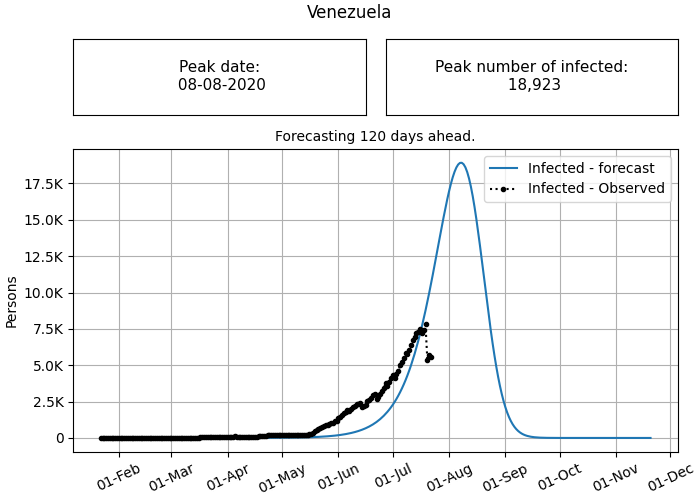 Venezuela
Peak date:
08-08-2020
Peak number of infected:
18,923
Forecasting 120 days ahead.
Infected - forecast
Infected - Observed
Persons
17.5K
15.0K
12.5K
10.0K
7.5K
5.0K
2.5K
0
01-Feb
01-Mar
01-Apr
01-May
01-Jun
01-Jul
01-Aug
01-Sep
01-Oct
01-Nov
01-Dec